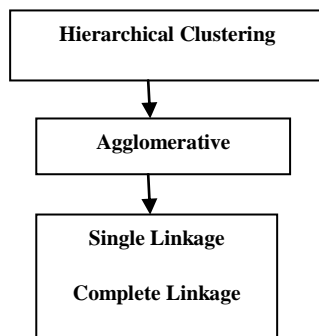 Hierarchical Clustering
Agglomerative
Single Linkage
Complete Linkage